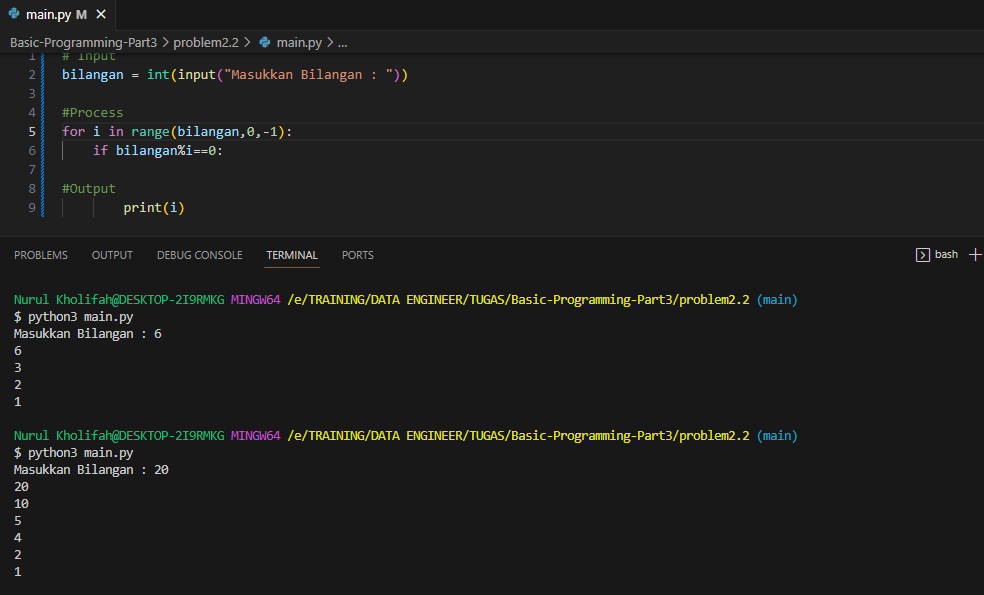 main.py M
Basic-Programming-Part3 > problem2.2 > main.py > ...
1 # Input
2 bilangan = int(input("Masukkan Bilangan : "))
3
4 #Process
5 for i in range(bilangan,0,-1):
6     if bilangan%i==0:
7
8 #Output
9         print(i)
PROBLEMS OUTPUT DEBUG CONSOLE TERMINAL PORTS bash
Nurul Kholifah@DESKTOP-2I9RMKG MINGW64 /e/TRAINING/DATA ENGINEER/TUGAS/Basic-Programming-Part3/problem2.2 (main)
$ python3 main.py
Masukkan Bilangan : 6
6
3
2
1
Nurul Kholifah@DESKTOP-2I9RMKG MINGW64 /e/TRAINING/DATA ENGINEER/TUGAS/Basic-Programming-Part3/problem2.2 (main)
$ python3 main.py
Masukkan Bilangan : 20
20
10
5
4
2
1